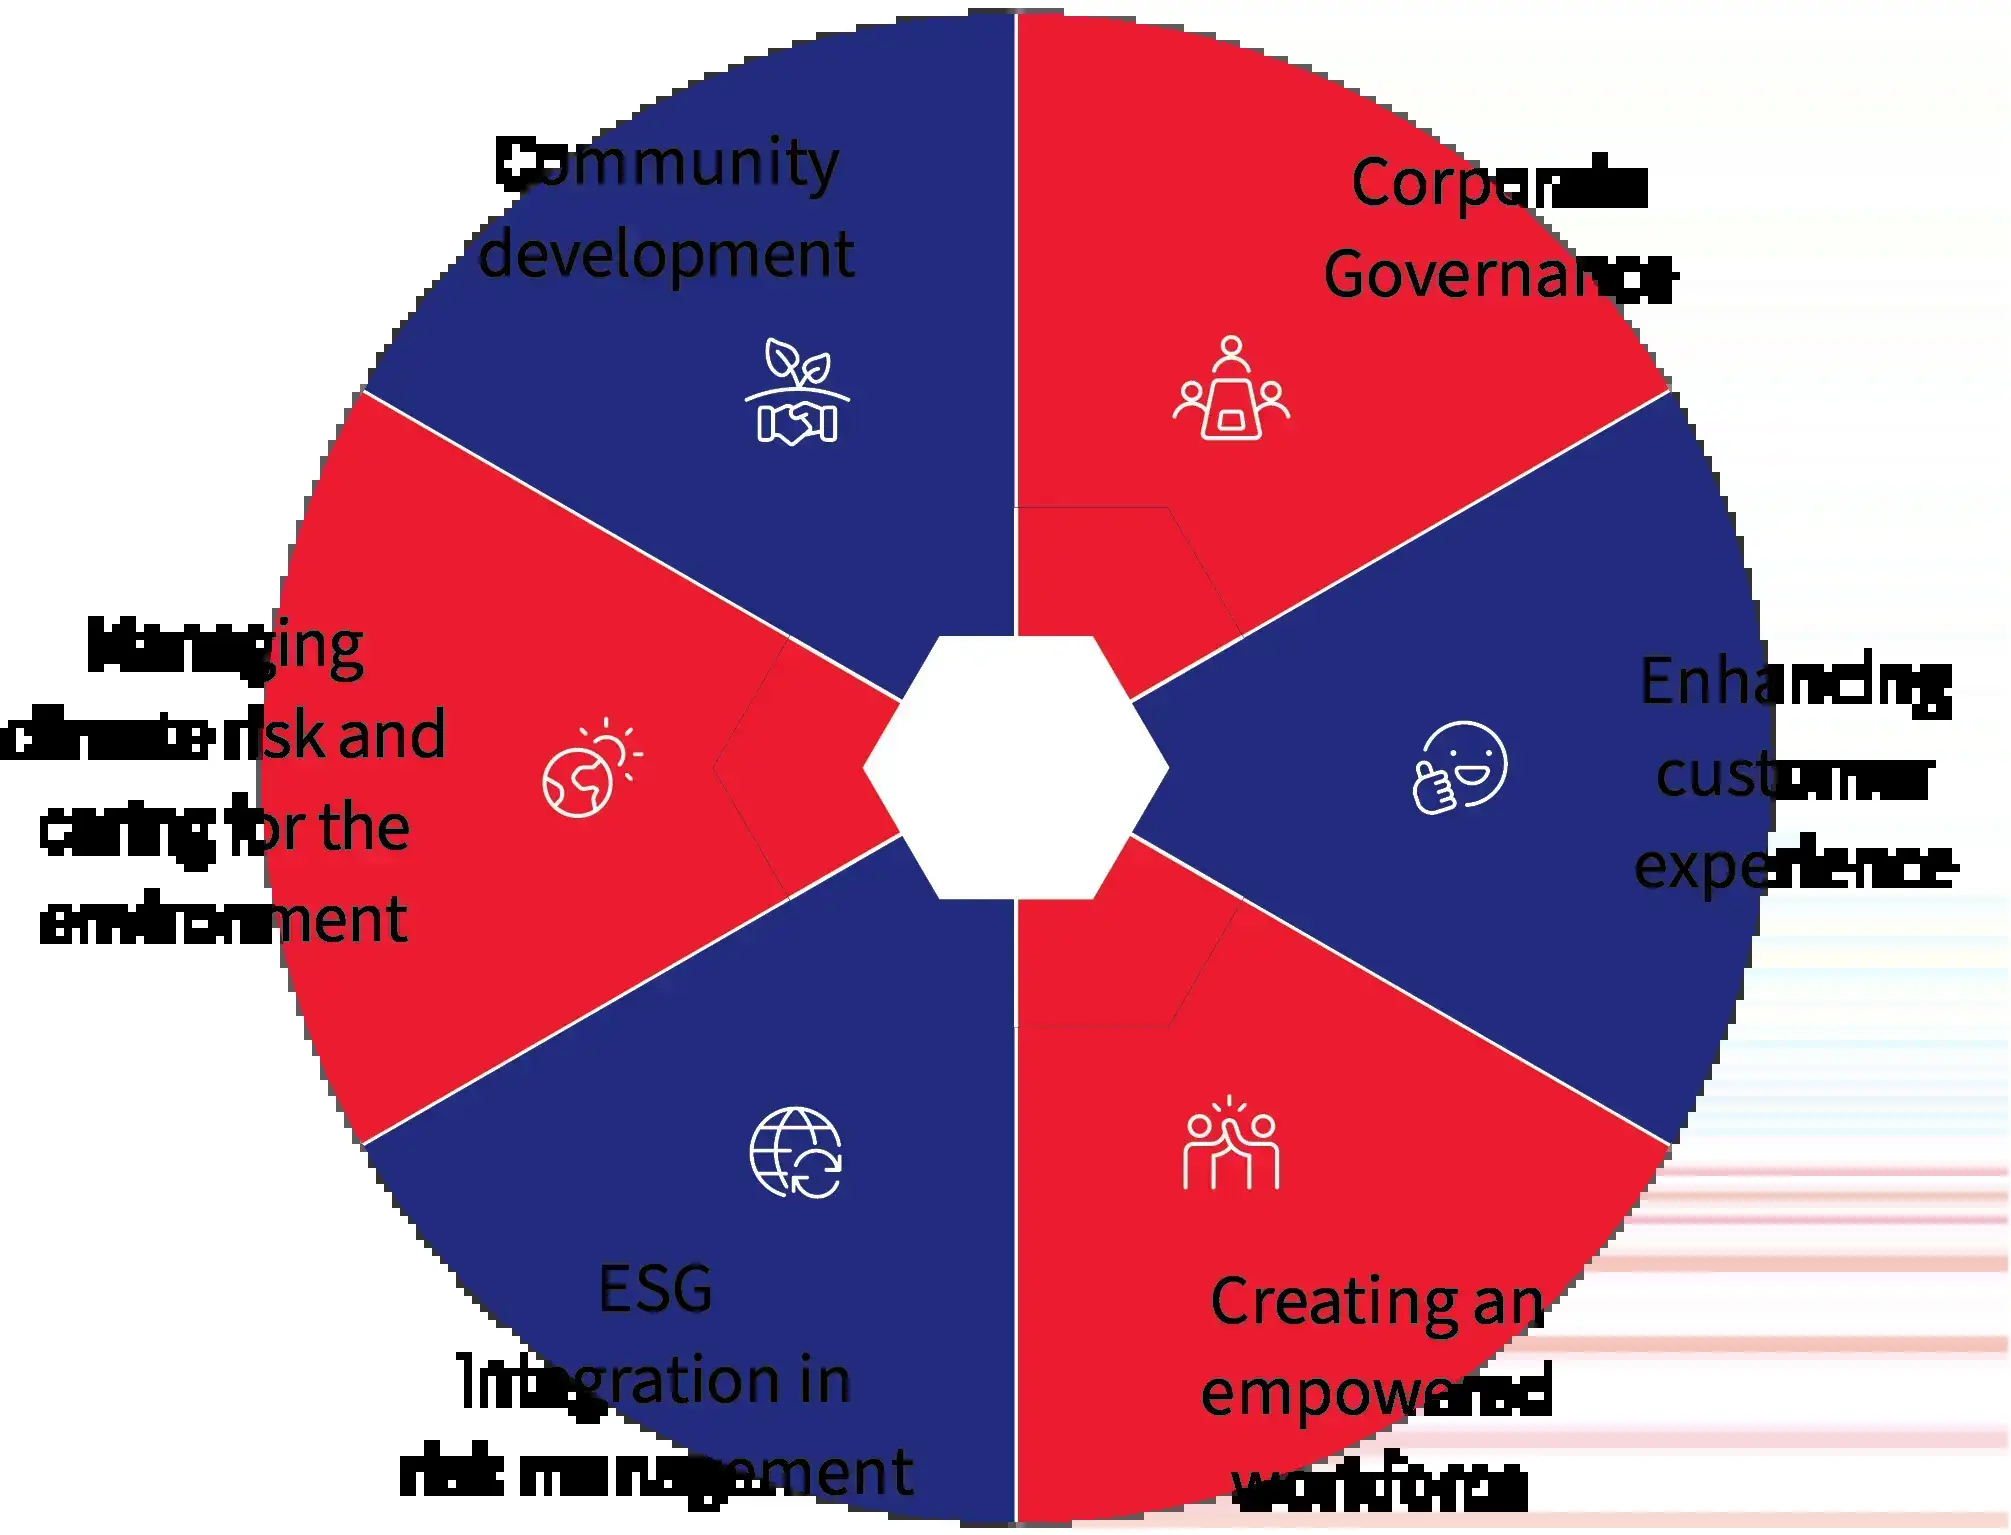 Community
development
Corporate
Governance
Managing
climate risk and
caring for the
environment
Enhancing
customer
experience
ESG
Integration in
risk management
Creating an
empowered
workforce